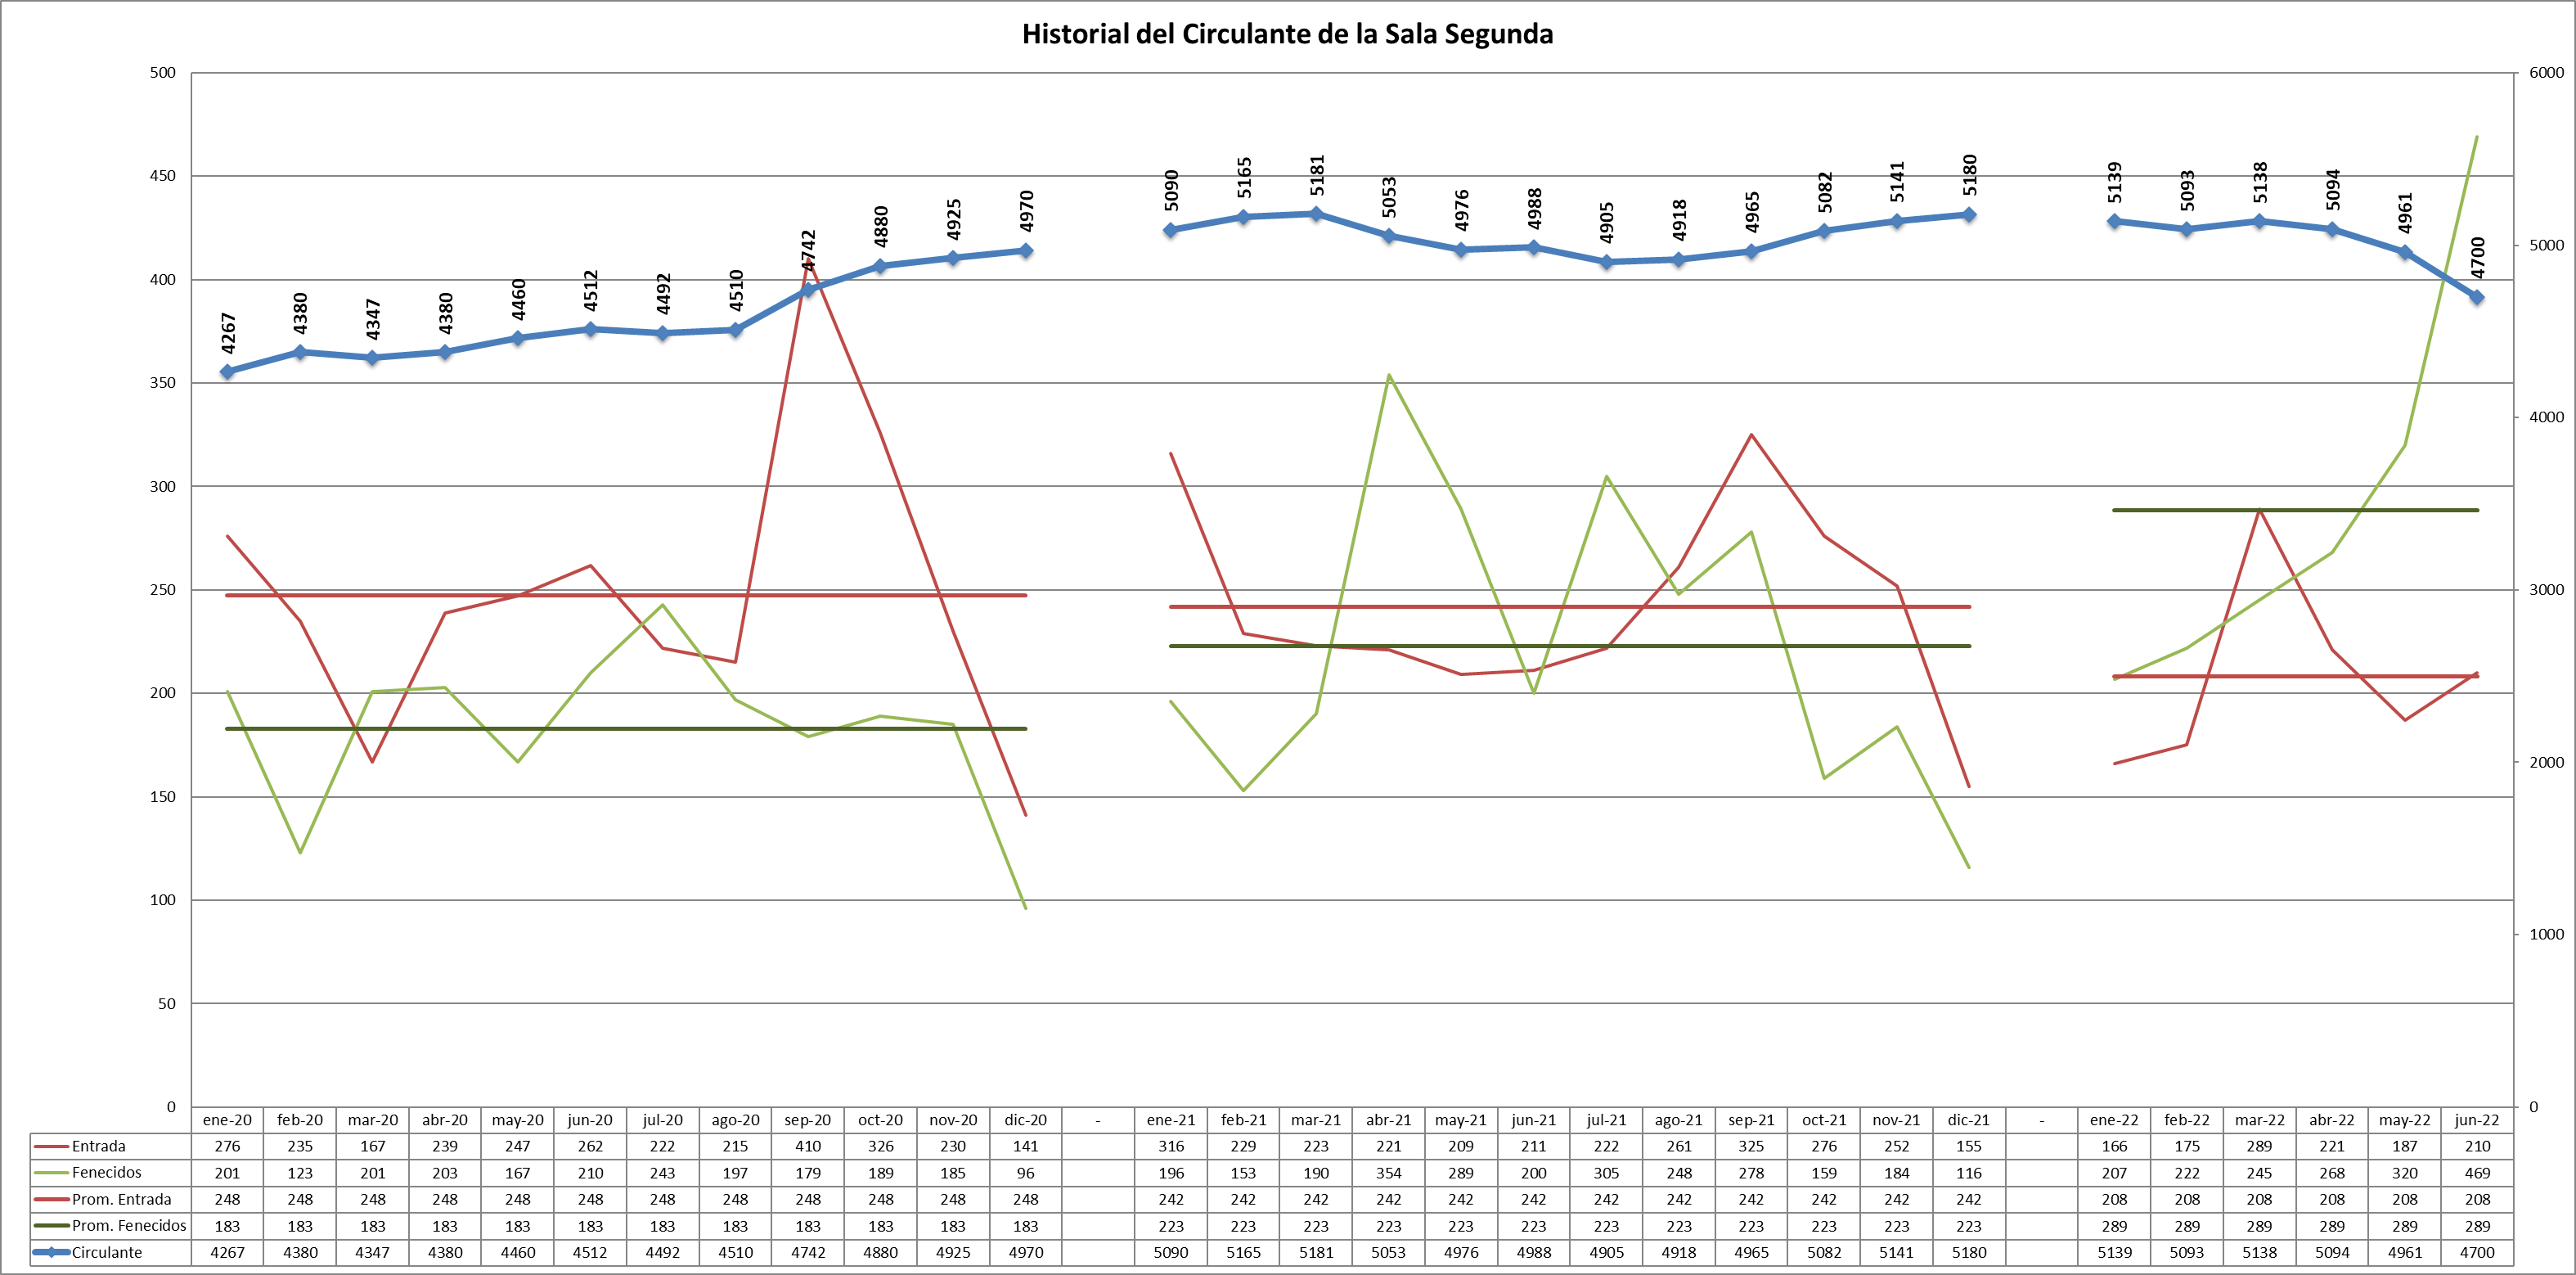 Historial del Circulante de la Sala Segunda
500
450
400
350
300
250
200
150
100
50
0
6000
5000
4000
3000
2000
1000
0
4267 4380 4347 4380 4460 4512 4492 4510 4742 4880 4925 4970 5090 5165 5181 5053 4976 4988 4905 4918 4965 5082 5141 5180 5139 5093 5138 5094 4961 4700
ene-20 feb-20 mar-20 abr-20 may-20 jun-20 jul-20 ago-20 sep-20 oct-20 nov-20 dic-20 - ene-21 feb-21 mar-21 abr-21 may-21 jun-21 jul-21 ago-21 sep-21 oct-21 nov-21 dic-21 - ene-22 feb-22 mar-22 abr-22 may-22 jun-22
Entrada 276 235 167 239 247 262 222 215 410 326 230 141 316 229 223 221 209 211 222 261 325 276 252 155 166 175 289 221 187 210
Fenecidos 201 123 201 203 167 210 243 197 179 189 185 96 196 153 190 354 289 200 305 248 278 159 184 116 207 222 245 268 320 469
Prom. Entrada 248 248 248 248 248 248 248 248 248 248 248 248 242 242 242 242 242 242 242 242 242 242 242 242 208 208 208 208 208 208
Prom. Fenecidos 183 183 183 183 183 183 183 183 183 183 183 183 223 223 223 223 223 223 223 223 223 223 223 223 289 289 289 289 289 289
Circulante 4267 4380 4347 4380 4460 4512 4492 4510 4742 4880 4925 4970 5090 5165 5181 5053 4976 4988 4905 4918 4965 5082 5141 5180 5139 5093 5138 5094 4961 4700